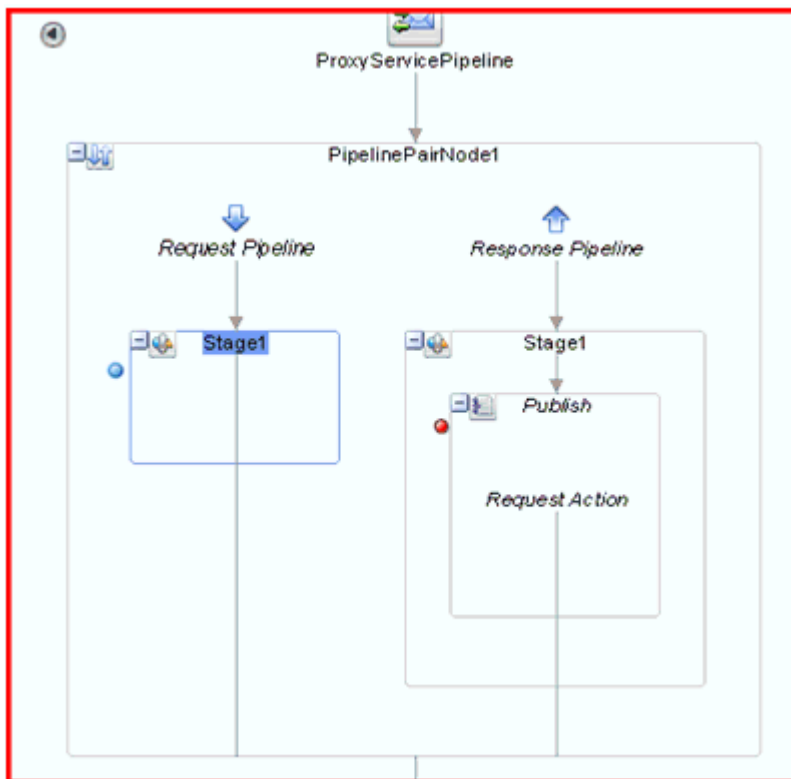 ProxyServicePipeline
PipelinePairNode1
Request Pipeline
Response Pipeline
Stage1
Stage1
Publish
Request Action